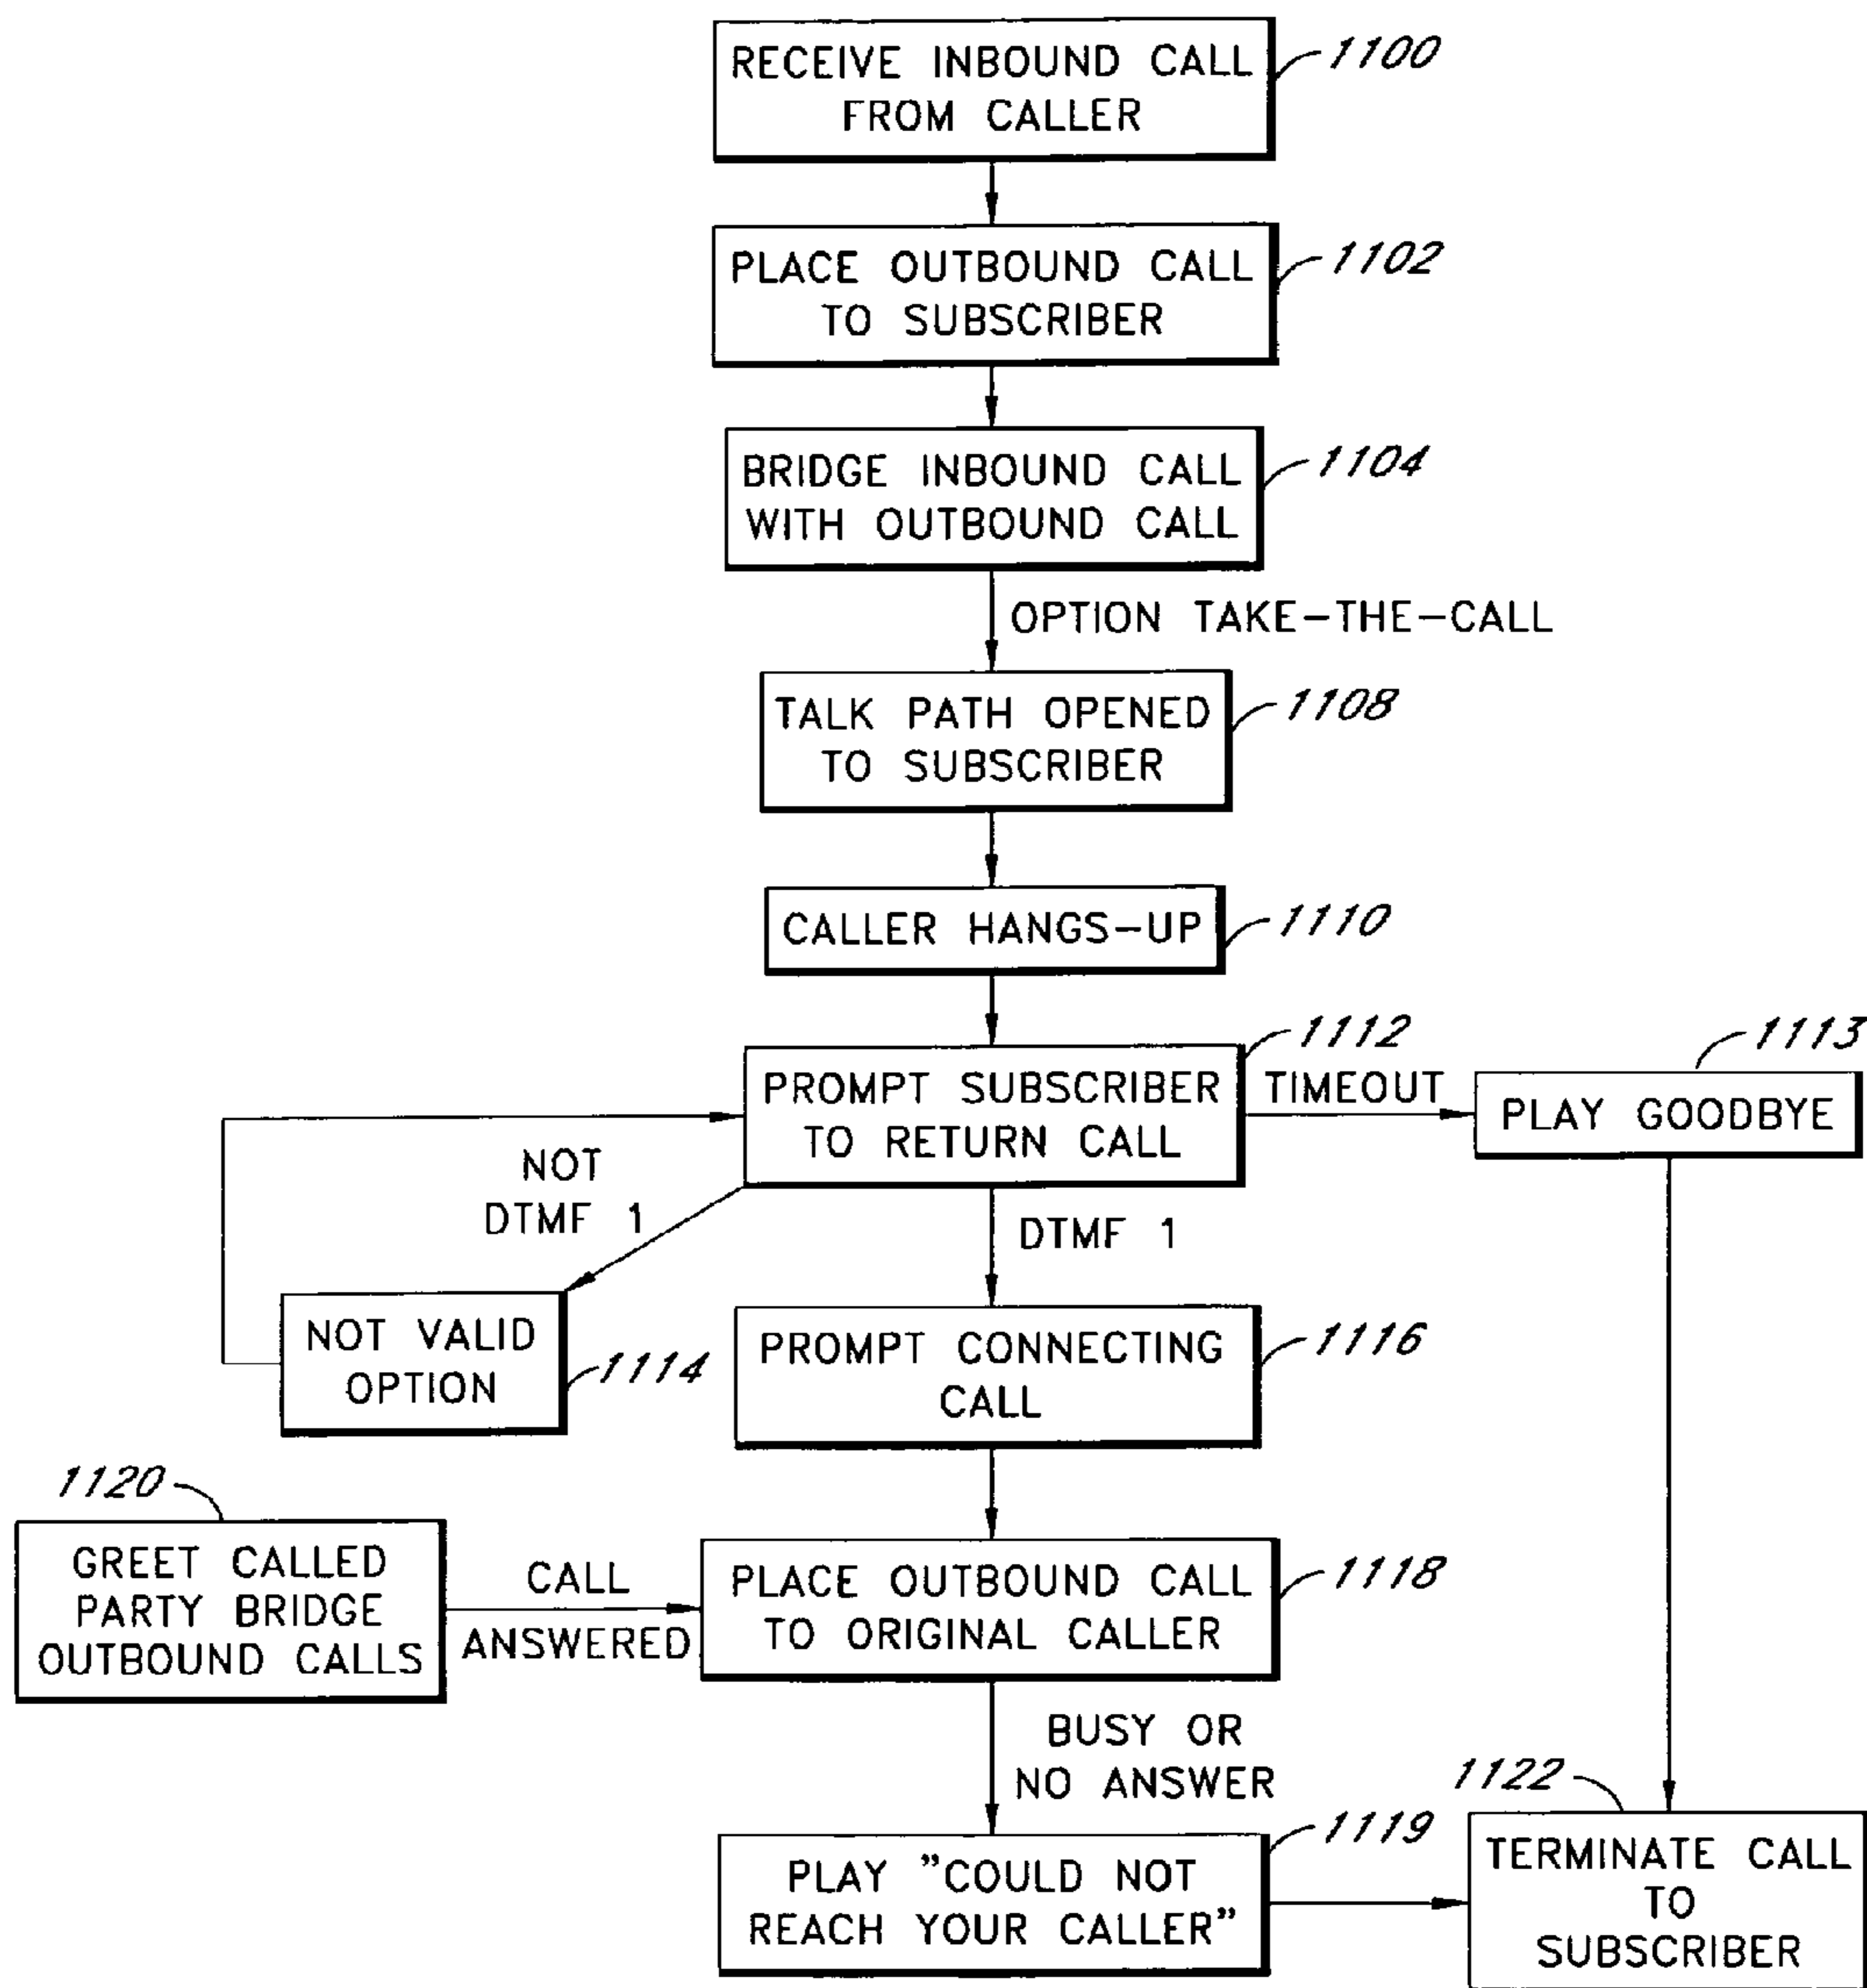 RECEIVE INBOUND CALL
FROM CALLER
1100
PLACE OUTBOUND CALL
TO SUBSCRIBER
1102
BRIDGE INBOUND CALL
WITH OUTBOUND CALL
1104
OPTION TAKE-THE-CALL
TALK PATH OPENED
TO SUBSCRIBER
1108
CALLER HANGS-UP
1110
PROMPT SUBSCRIBER
TO RETURN CALL
1112
TIMEOUT
PLAY GOODBYE
1113
NOT
DTMF 1
DTMF 1
NOT VALID
OPTION
1114
PROMPT CONNECTING
CALL
1116
1120
GREET CALLED
PARTY BRIDGE
OUTBOUND CALLS
CALL
ANSWERED
PLACE OUTBOUND CALL
TO ORIGINAL CALLER
1118
BUSY OR
NO ANSWER
PLAY "COULD NOT
REACH YOUR CALLER"
1119
1122
TERMINATE CALL
TO
SUBSCRIBER